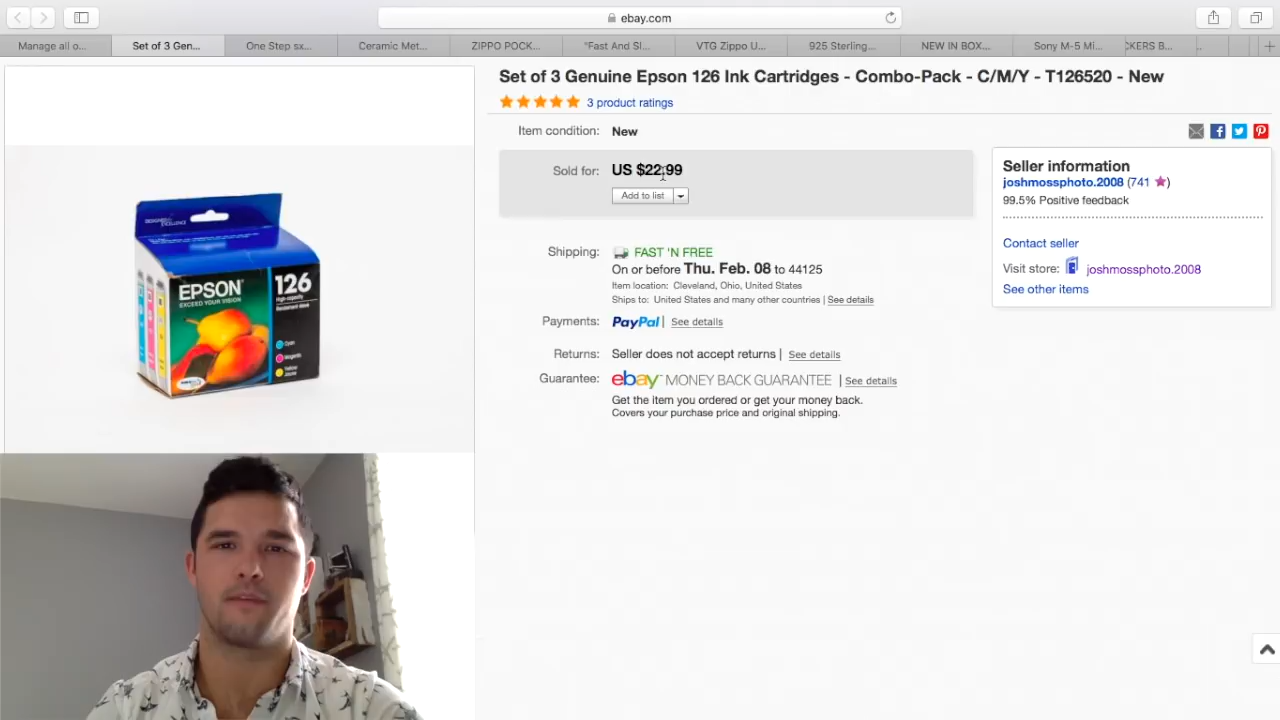 ebay.com
Manage all o...
Set of 3 Gen...
One Step sx...
Ceramic Met...
ZIPPO POCK...
"Fast And Sl...
VTG Zippo U...
925 Sterling...
NEW IN BOX...
Sony M-5 Mi...
CKERS B...
Set of 3 Genuine Epson 126 Ink Cartridges - Combo-Pack - C/M/Y - T126520 - New
3 product ratings
Item condition: New
Sold for: US $22.99
Add to list
Shipping: FAST 'N FREE
On or before Thu. Feb. 08 to 44125
Item location: Cleveland, Ohio, United States
Ships to: United States and many other countries | See details
Payments: PayPal | See details
Returns: Seller does not accept returns | See details
Guarantee: ebay MONEY BACK GUARANTEE | See details
Get the item you ordered or get your money back.
Covers your purchase price and original shipping.
Seller information
joshmossphoto.2008 (741 )
99.5% Positive feedback
Contact seller
Visit store: joshmossphoto.2008
See other items
EPSON
EXCEED YOUR VISION
126
High-capacity
Cyan
Magenta
Yellow